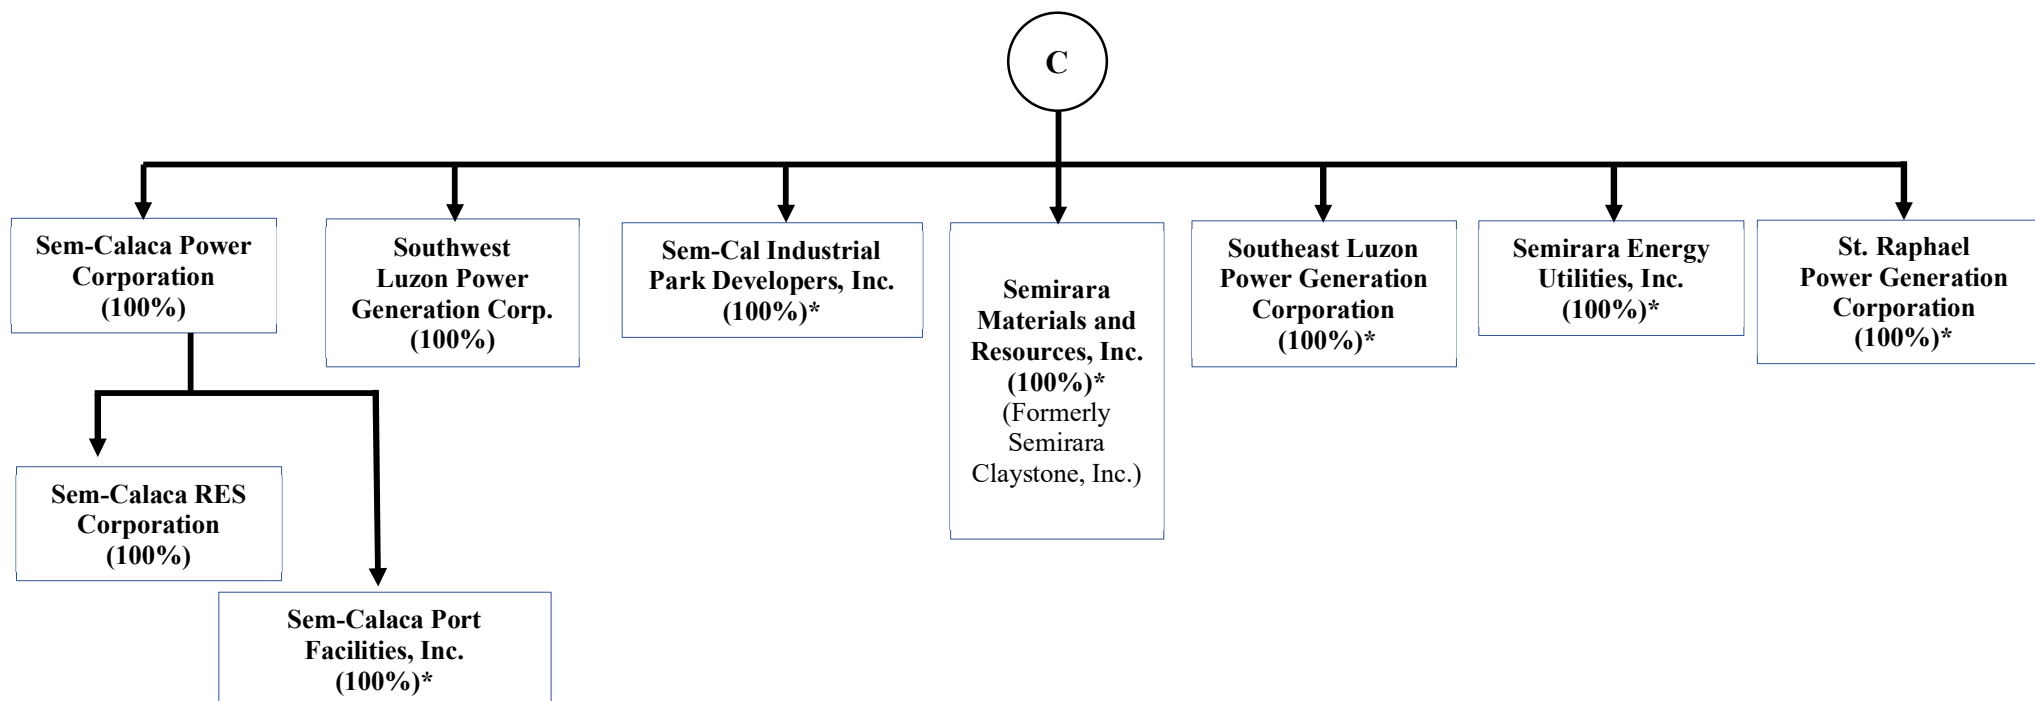 C
Sem-Calaca Power
Corporation
(100%)
Southwest
Luzon Power
Generation Corp.
(100%)
Sem-Cal Industrial
Park Developers, Inc.
(100%)*
Semirara
Materials and
Resources, Inc.
(100%)*
(Formerly
Semirara
Claystone, Inc.)
Southeast Luzon
Power Generation
Corporation
(100%)*
Semirara Energy
Utilities, Inc.
(100%)*
St. Raphael
Power Generation
Corporation
(100%)*
Sem-Calaca RES
Corporation
(100%)
Sem-Calaca Port
Facilities, Inc.
(100%)*